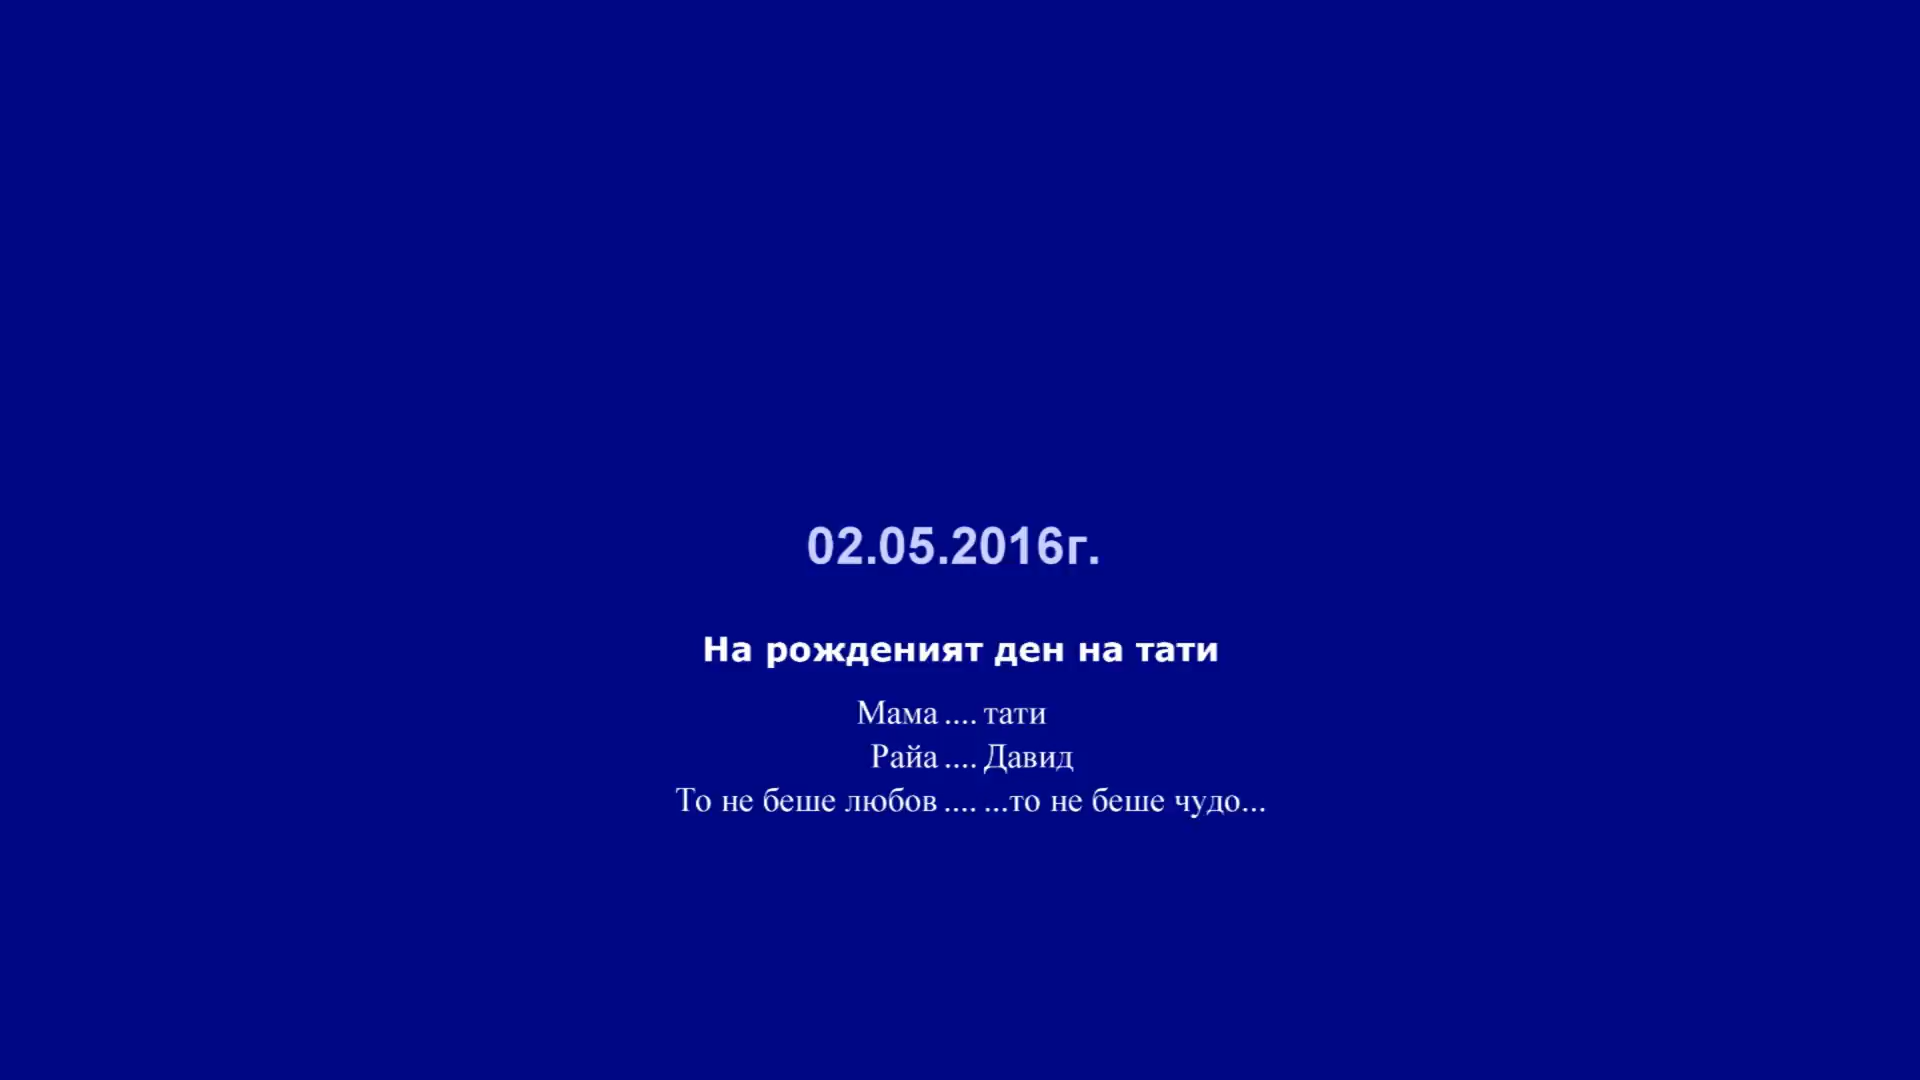 02.05.2016г.
На рожденият ден на тати
Мама .... тати
Райа .... Давид
То не беше любов .... ...то не беше чудо...